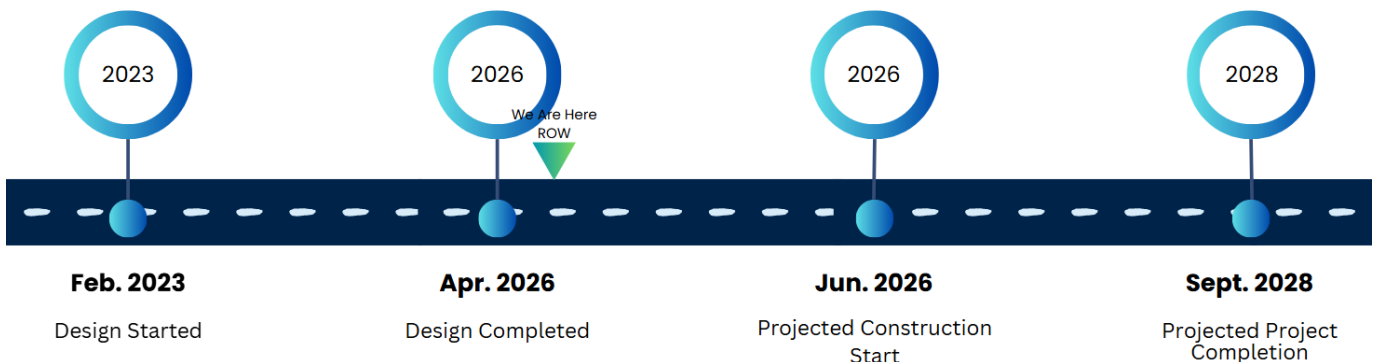 2023
2026
2026
2028
We Are Here
ROW
Feb. 2023
Apr. 2026
Jun. 2026
Sept. 2028
Design Started
Design Completed
Projected Construction
Start
Projected Project
Completion